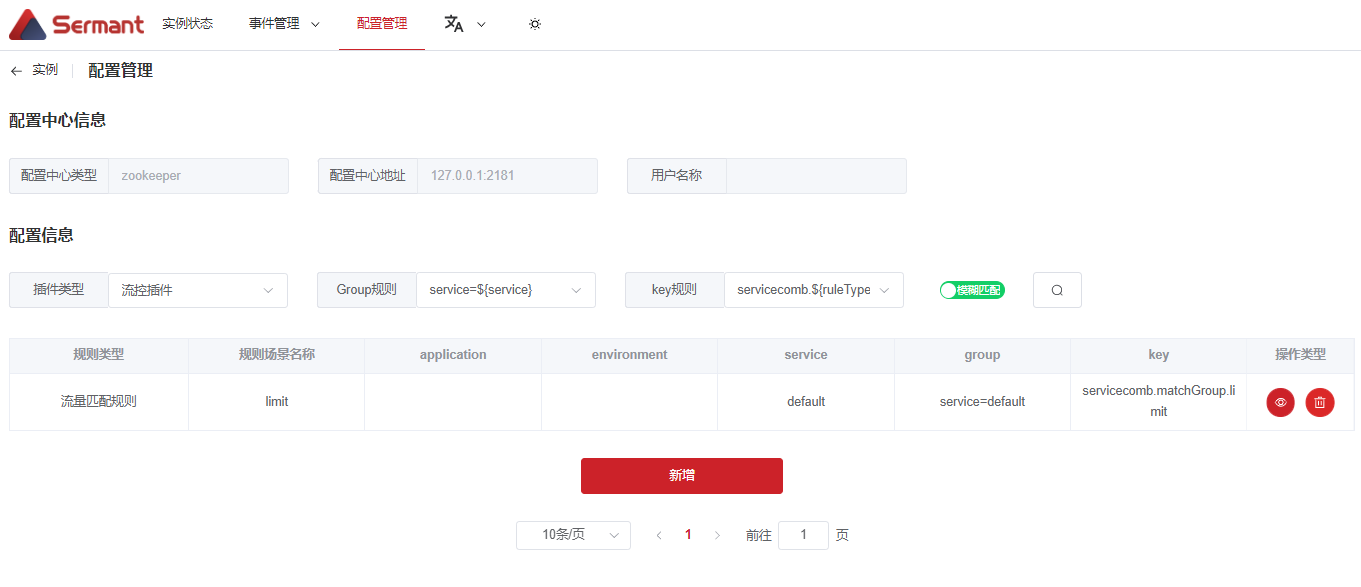 Sermant 实例状态 事件管理 配置管理
实例 配置管理
配置中心信息
配置中心类型 zookeeper 配置中心地址 127.0.0.1:2181 用户名称
配置信息
插件类型 流控插件 Group规则 service=${service} key规则 servicecomb.${ruleType 模糊匹配
规则类型 规则场景名称 application environment service group key 操作类型
流量匹配规则 limit default service=default servicecomb.matchGroup.li
mit
新增
10条/页 1 前往 1 页